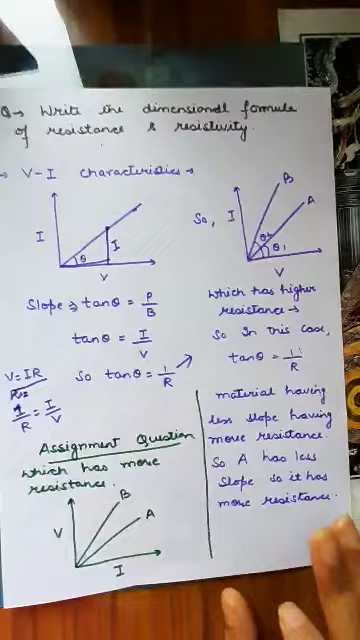 Q→ Write the dimensional formula
of resistance & resistivity.
→ V-I Characteristics →
I
θ
I
V
Slope ⇒ tanθ = P/B
tanθ = I/V
So tanθ = 1/R
V = IR
1/R = I/V
So,
I
B
A
θ2
θ1
V
which has higher
resistance →
So In this case,
tanθ = 1/R
material having
less slope having
more resistance.
So A has less
slope so it has
more resistance.
Assignment Question
which has more
resistance.
V
B
A
I